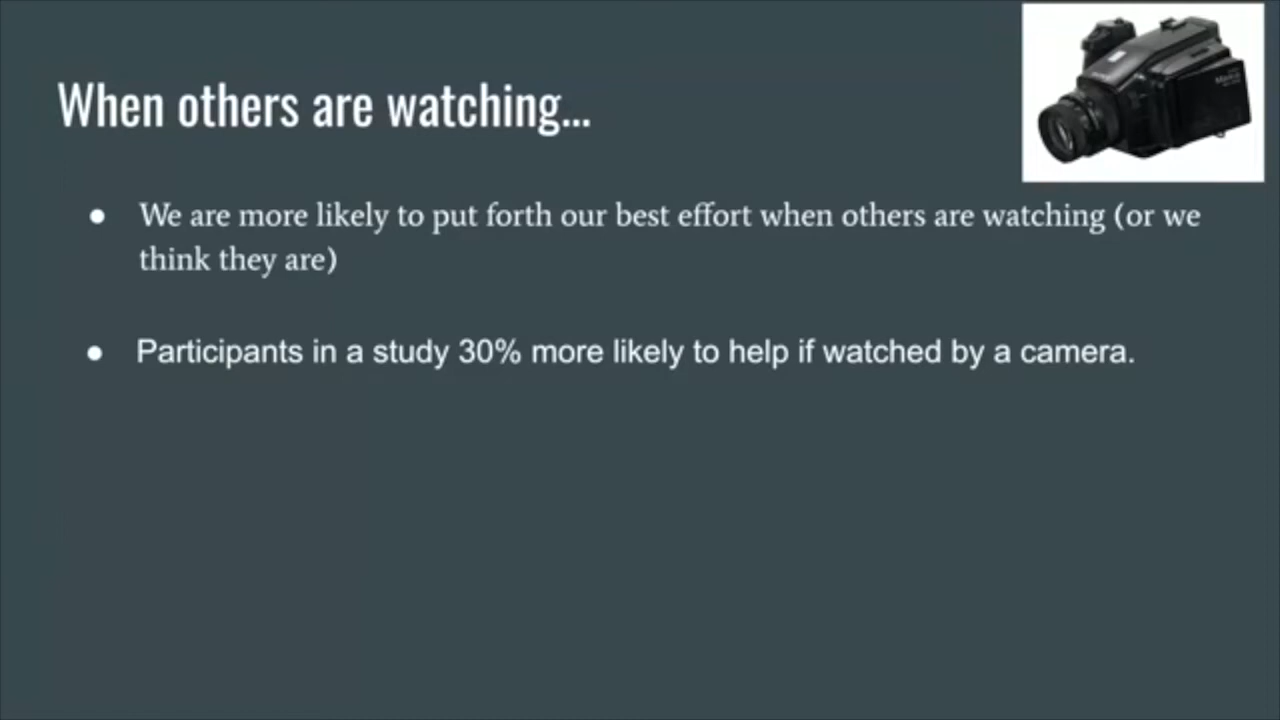 When others are watching...
● We are more likely to put forth our best effort when others are watching (or we
think they are)
● Participants in a study 30% more likely to help if watched by a camera.